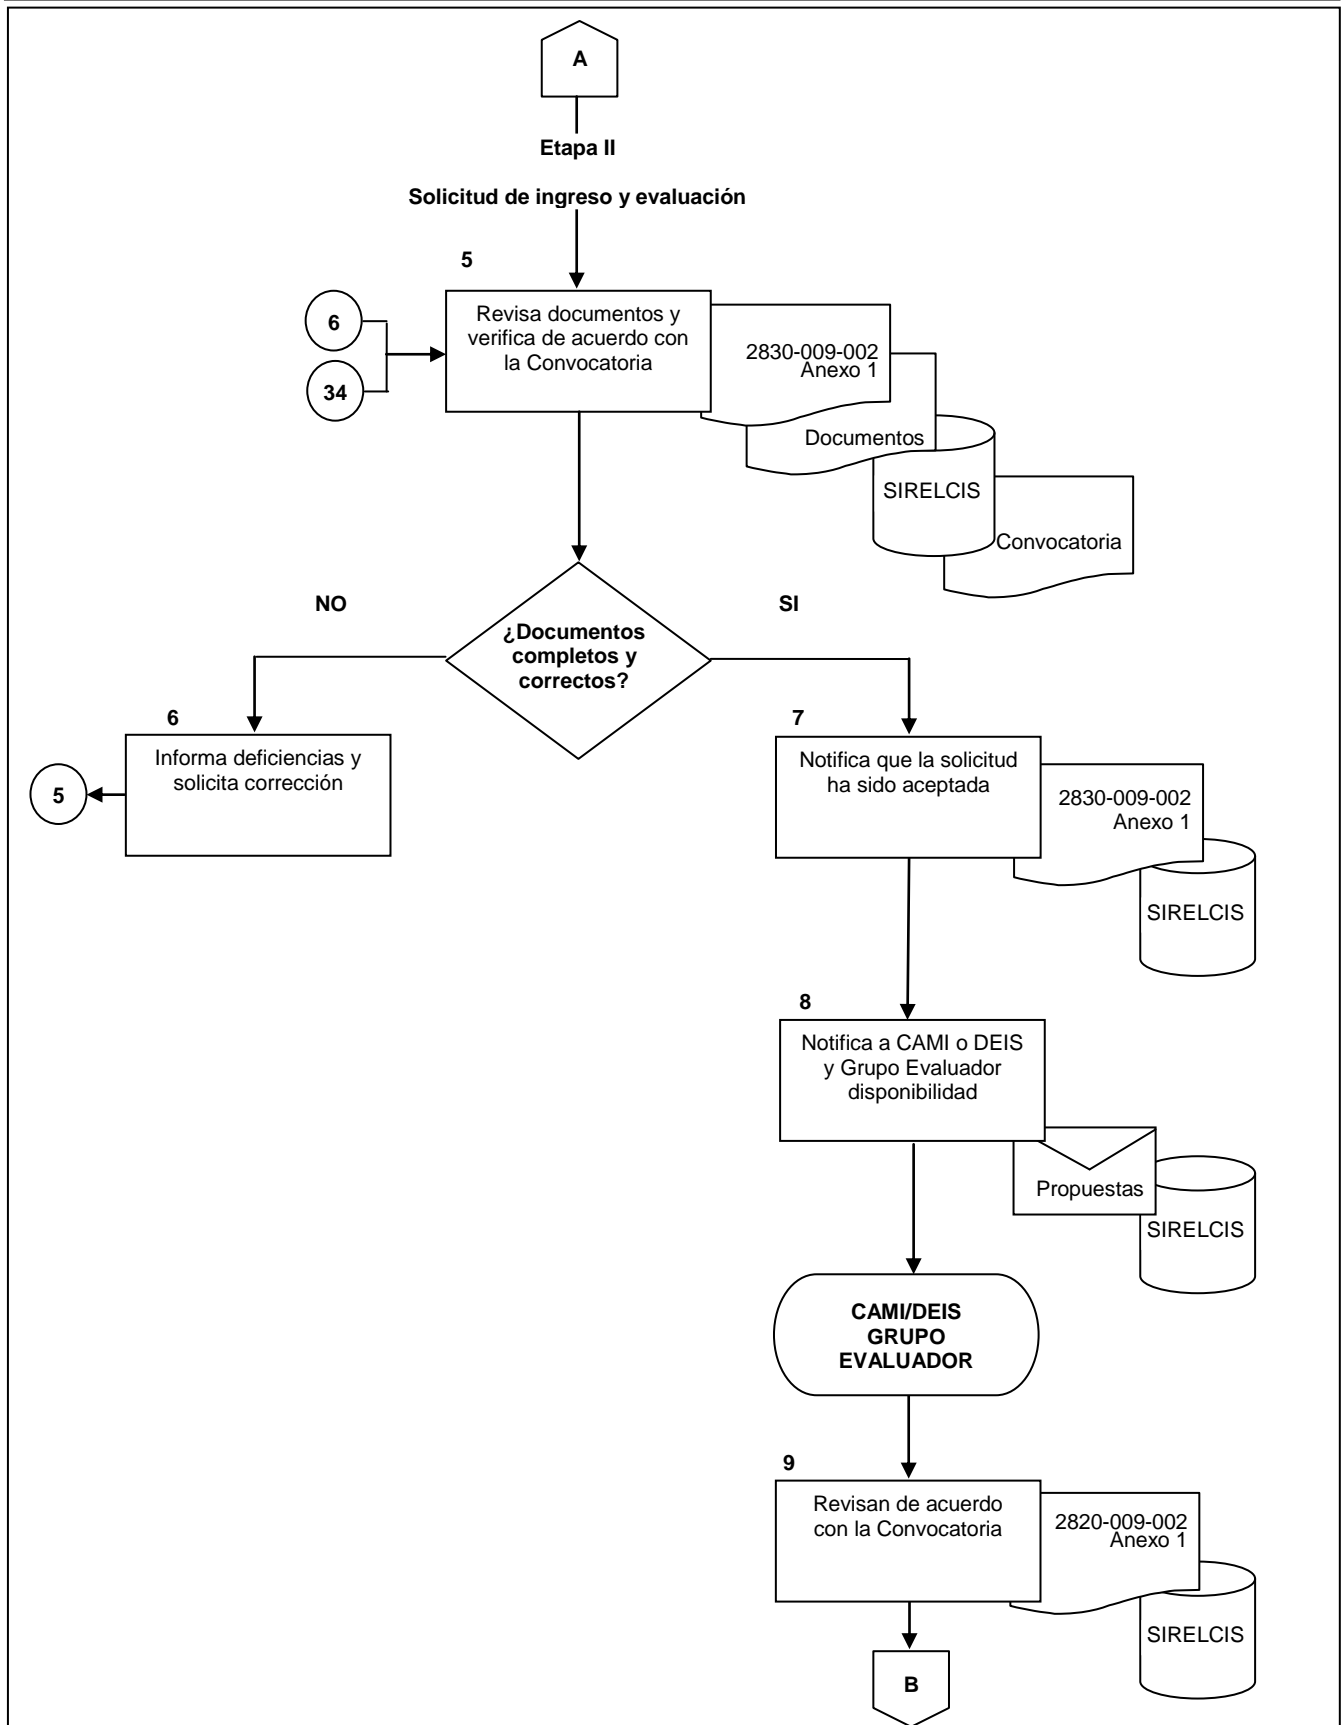 A
Etapa II
Solicitud de ingreso y evaluación
5
6
34
Revisa documentos y
verifica de acuerdo con
la Convocatoria
2830-009-002
Anexo 1
Documentos
SIRELCIS
Convocatoria
NO
SI
¿Documentos
completos y
correctos?
6
Informa deficiencias y
solicita corrección
5
7
Notifica que la solicitud
ha sido aceptada
2830-009-002
Anexo 1
SIRELCIS
8
Notifica a CAMI o DEIS
y Grupo Evaluador
disponibilidad
Propuestas
SIRELCIS
CAMI/DEIS
GRUPO
EVALUADOR
9
Revisan de acuerdo
con la Convocatoria
2820-009-002
Anexo 1
SIRELCIS
B